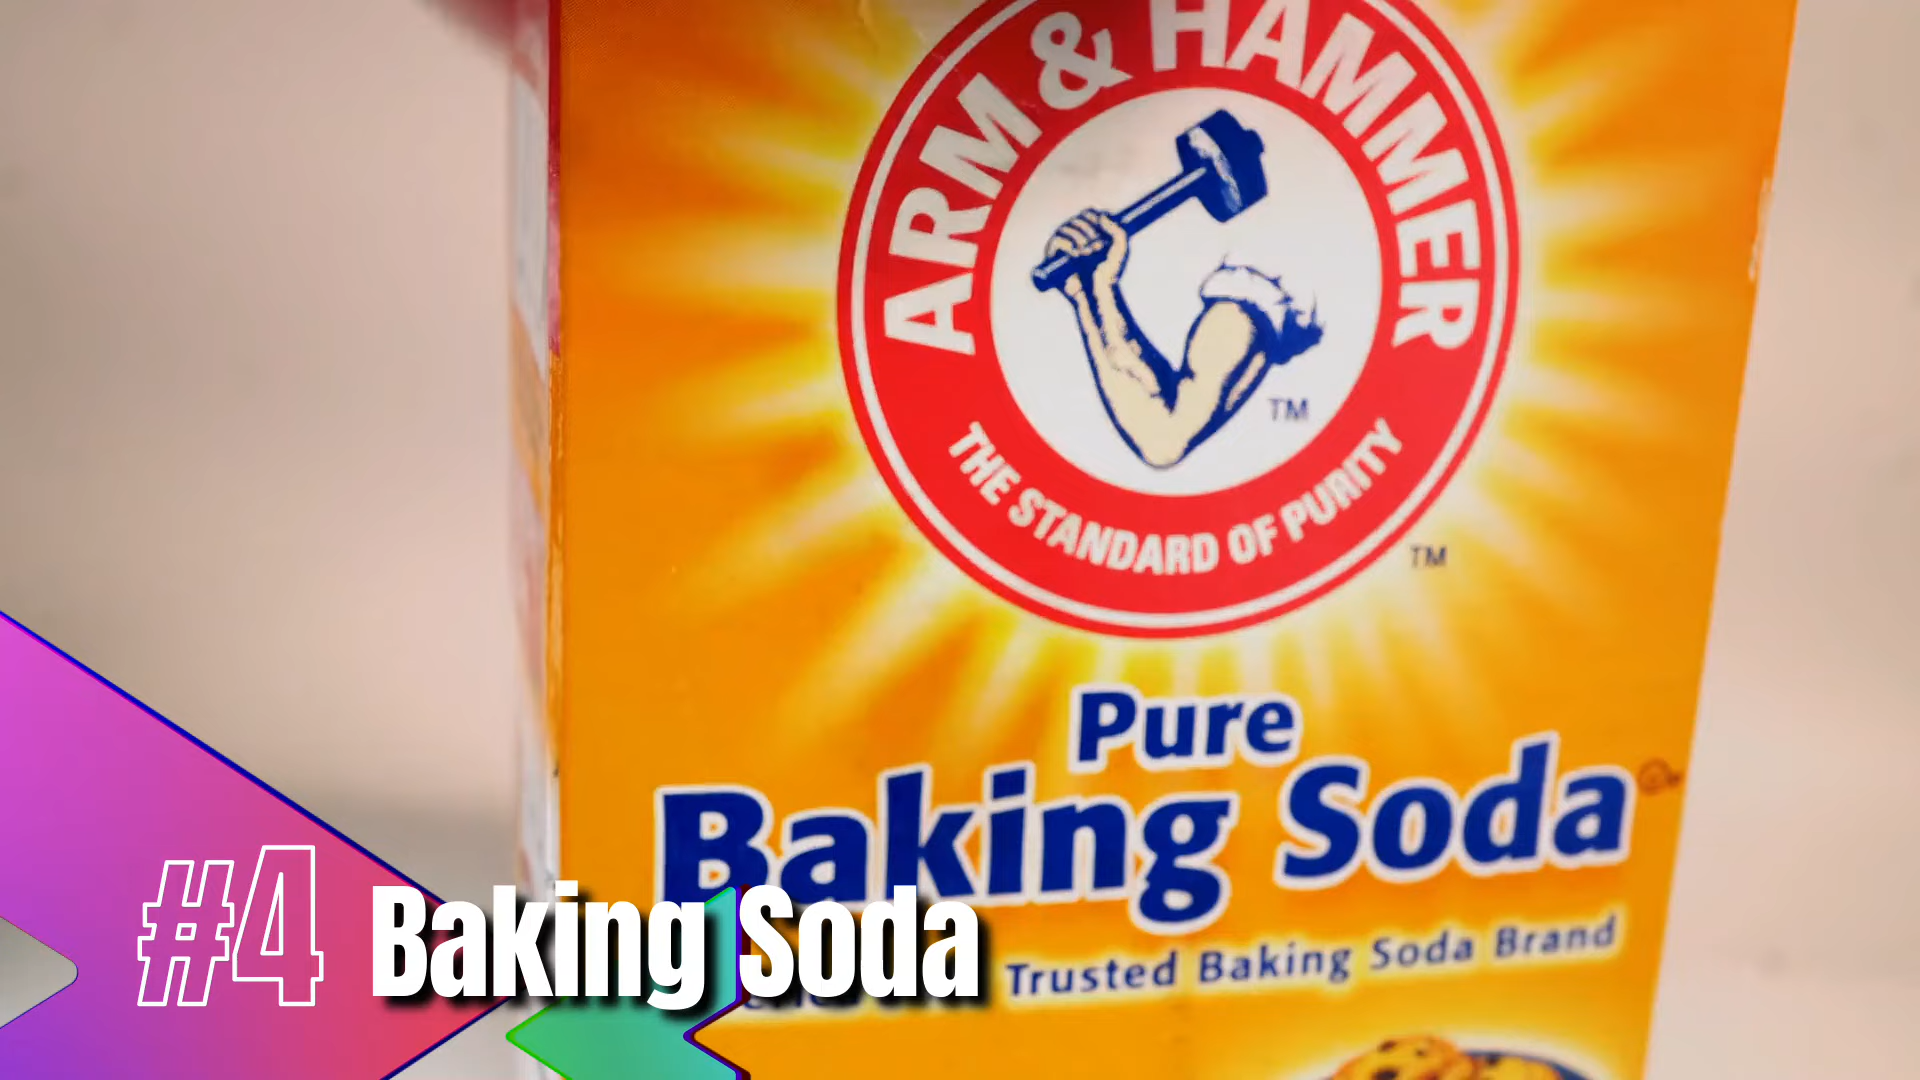 ARM & HAMMER
TM
THE STANDARD OF PURITY
TM
Pure
Baking Soda
Trusted Baking Soda Brand
#4 Baking Soda